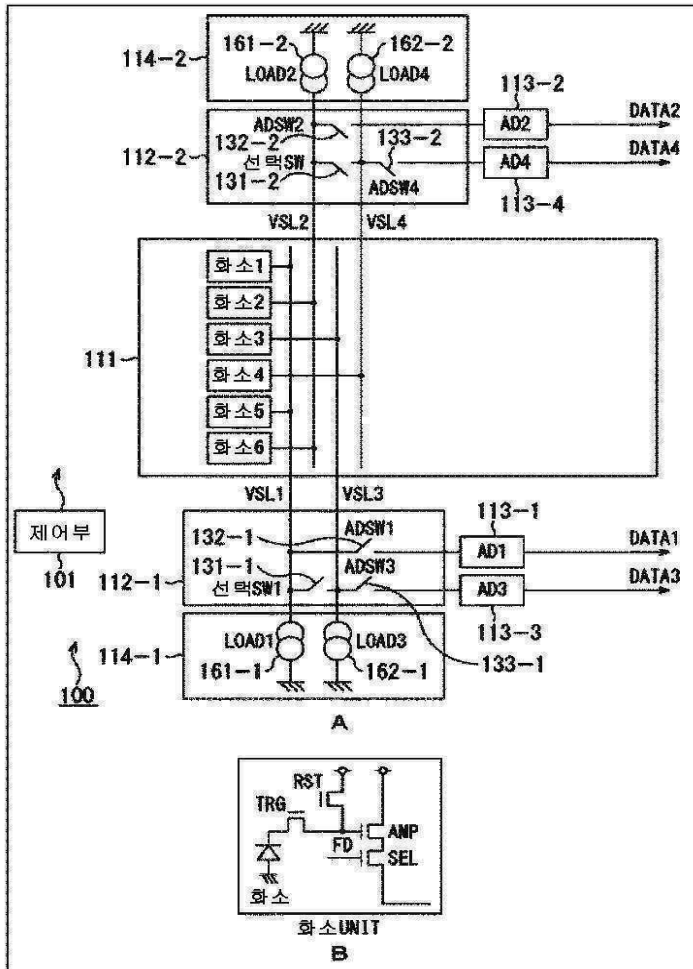 161-2
162-2
114-2
LOAD2
LOAD4
113-2
ADSW2
133-2
AD2
DATA2
132-2
112-2
선택SW
AD4
DATA4
131-2
ADSW4
113-4
VSL2
VSL4
화소1
화소2
화소3
111
화소4
화소5
화소6
VSL1
VSL3
113-1
제어부
132-1
ADSW1
DATA1
101
131-1
AD1
ADSW3
DATA3
112-1
선택SW1
AD3
LOAD1
LOAD3
113-3
114-1
161-1
162-1
133-1
100
A
RST
TRG
AMP
FD
SEL
화소
화소UNIT
B